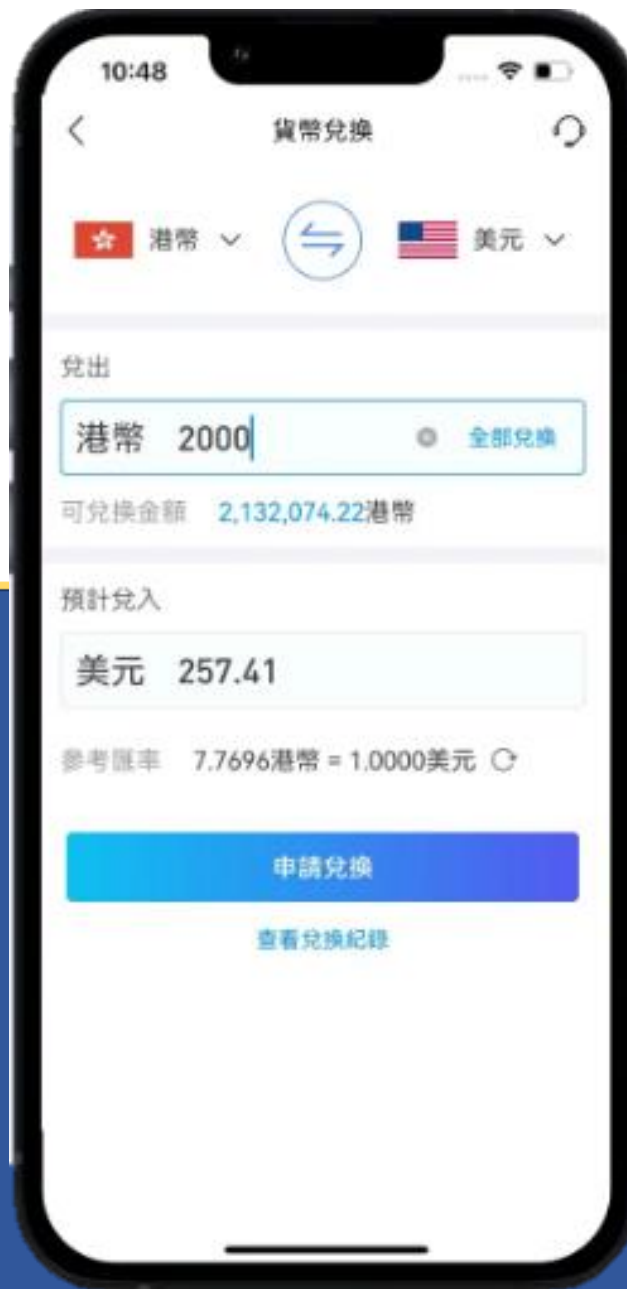 10:48
貨幣兌換
港幣
美元
兌出
港幣 2000
全部兌換
可兌換金額 2,132,074.22港幣
預計兌入
美元 257.41
參考匯率 7.7696港幣 = 1.0000美元
申請兌換
查看兌換紀錄